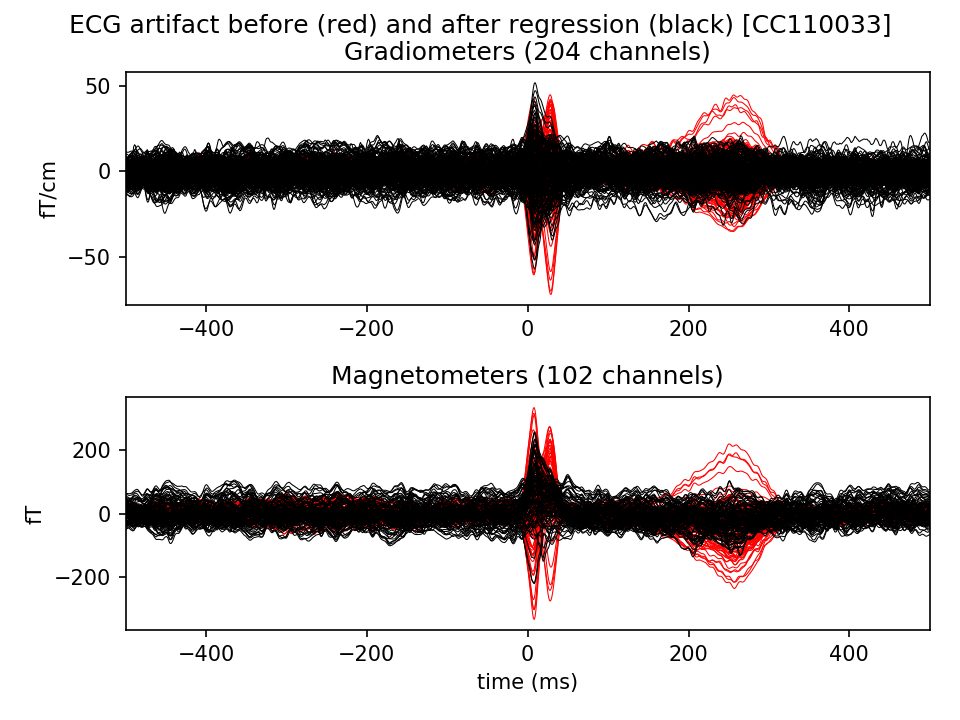 ECG artifact before (red) and after regression (black) [CC110033]
Gradiometers (204 channels)
50
0
−50
fT/cm
−400 −200 0 200 400
Magnetometers (102 channels)
200
0
−200
fT
−400 −200 0 200 400
time (ms)